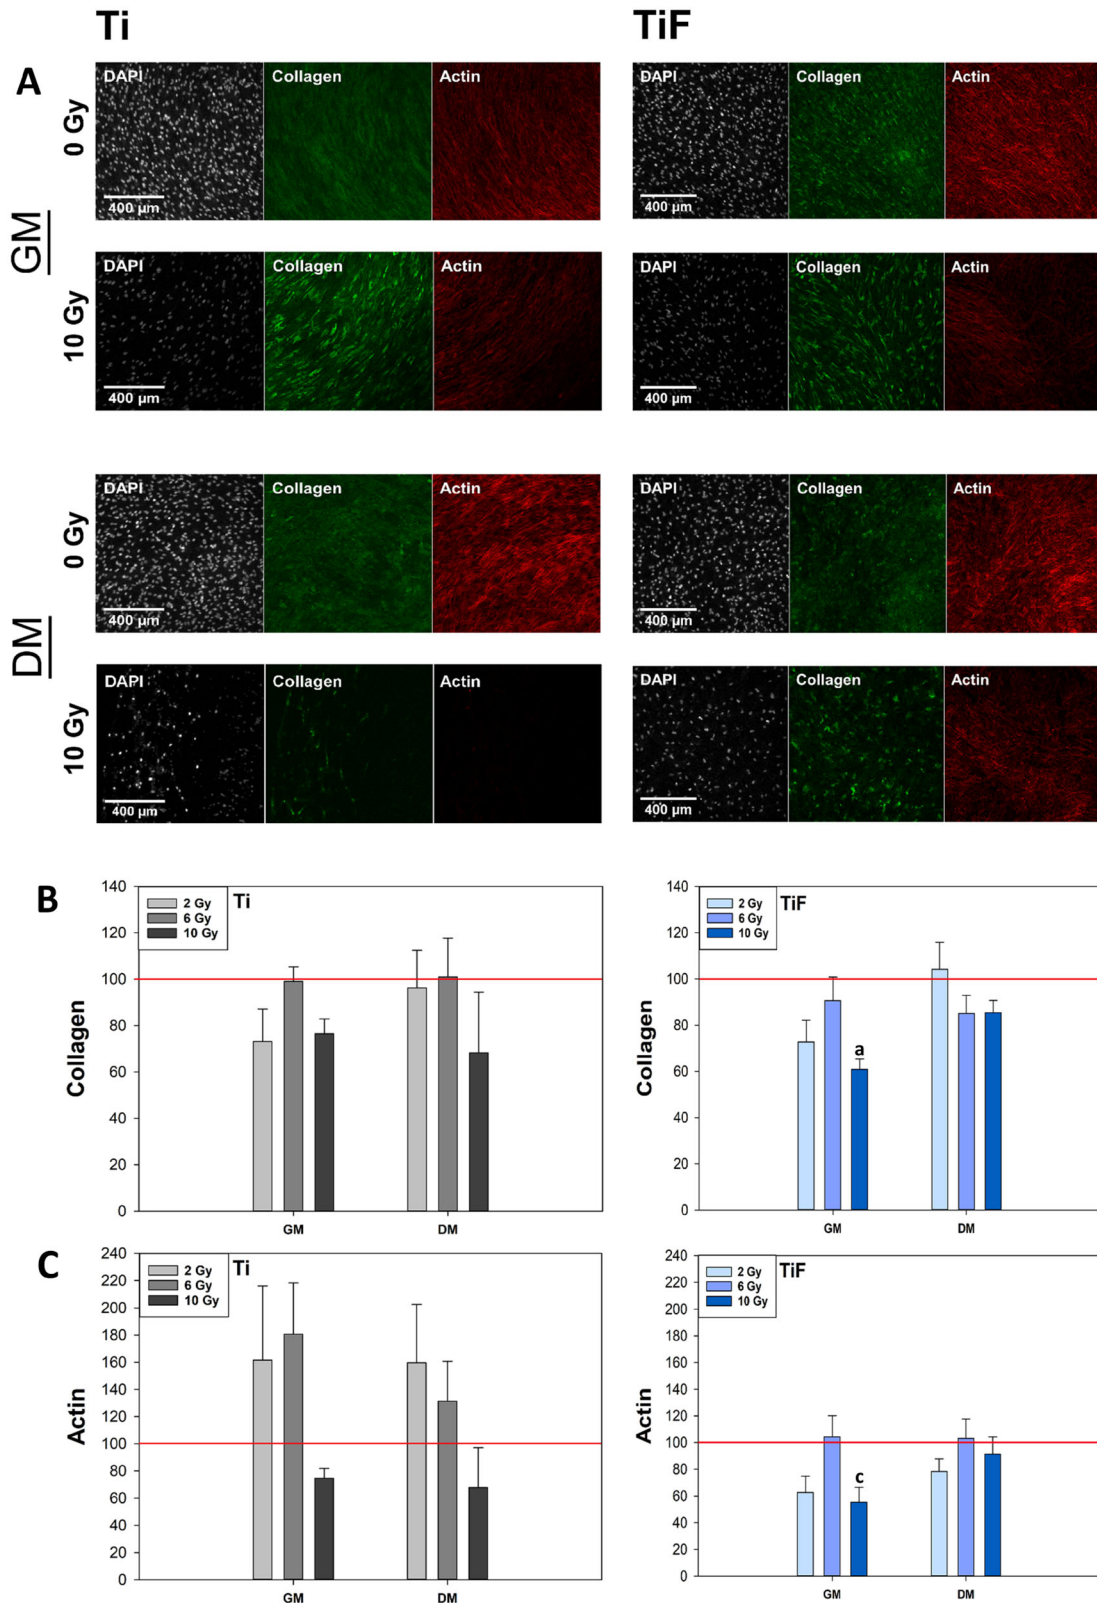 Ti TiF
A
GM
0 Gy
DAPI Collagen Actin DAPI Collagen Actin
400 µm 400 µm
10 Gy
DAPI Collagen Actin DAPI Collagen Actin
400 µm 400 µm
DM
0 Gy
DAPI Collagen Actin DAPI Collagen Actin
400 µm 400 µm
10 Gy
DAPI Collagen Actin DAPI Collagen Actin
400 µm 400 µm
B
Collagen
140
120
100
80
60
40
20
0
2 Gy
6 Gy
10 Gy
Ti
GM DM
Collagen
140
120
100
80
60
40
20
0
2 Gy
6 Gy
10 Gy
TiF
a
GM DM
C
Actin
240
220
200
180
160
140
120
100
80
60
40
20
0
2 Gy
6 Gy
10 Gy
Ti
GM DM
Actin
240
220
200
180
160
140
120
100
80
60
40
20
0
2 Gy
6 Gy
10 Gy
TiF
c
GM DM